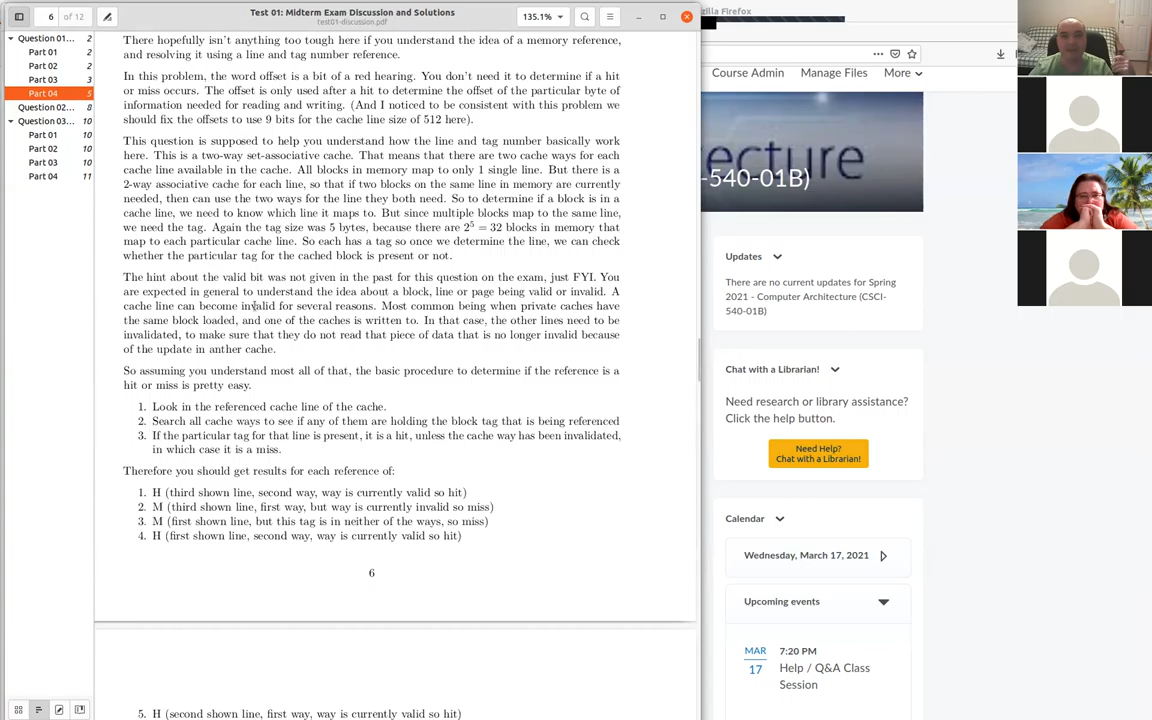 6 of 12
Test 01: Midterm Exam Discussion and Solutions
test01-discussion.pdf
135.1%
zilla Firefox
Question 01... 2
Part 01 2
Part 02 2
Part 03 3
Part 04 5
Question 02... 8
Question 03... 10
Part 01 10
Part 02 10
Part 03 10
Part 04 11
There hopefully isn't anything too tough here if you understand the idea of a memory reference,
and resolving it using a line and tag number reference.
In this problem, the word offset is a bit of a red hearing. You don't need it to determine if a hit
or miss occurs. The offset is only used after a hit to determine the offset of the particular byte of
information needed for reading and writing. (And I noticed to be consistent with this problem we
should fix the offsets to use 9 bits for the cache line size of 512 here).
This question is supposed to help you understand how the line and tag number basically work
here. This is a two-way set-associative cache. That means that there are two cache ways for each
cache line available in the cache. All blocks in memory map to only 1 single line. But there is a
2-way associative cache for each line, so that if two blocks on the same line in memory are currently
needed, then can use the two ways for the line they both need. So to determine if a block is in a
cache line, we need to know which line it maps to. But since multiple blocks map to the same line,
we need the tag. Again the tag size was 5 bytes, because there are 2⁵ = 32 blocks in memory that
map to each particular cache line. So each has a tag so once we determine the line, we can check
whether the particular tag for the cached block is present or not.
The hint about the valid bit was not given in the past for this question on the exam, just FYI. You
are expected in general to understand the idea about a block, line or page being valid or invalid. A
cache line can become invalid for several reasons. Most common being when private caches have
the same block loaded, and one of the caches is written to. In that case, the other lines need to be
invalidated, to make sure that they do not read that piece of data that is no longer invalid because
of the update in anther cache.
So assuming you understand most all of that, the basic procedure to determine if the reference is a
hit or miss is pretty easy.
1. Look in the referenced cache line of the cache.
2. Search all cache ways to see if any of them are holding the block tag that is being referenced
3. If the particular tag for that line is present, it is a hit, unless the cache way has been invalidated,
in which case it is a miss.
Therefore you should get results for each reference of:
1. H (third shown line, second way, way is currently valid so hit)
2. M (third shown line, first way, but way is currently invalid so miss)
3. M (first shown line, but this tag is in neither of the ways, so miss)
4. H (first shown line, second way, way is currently valid so hit)
6
5. H (second shown line, first way, way is currently valid so hit)
Course Admin Manage Files More
ecture
-540-01B)
Updates
There are no current updates for Spring
2021 - Computer Architecture (CSCI-
540-01B)
Chat with a Librarian!
Need research or library assistance?
Click the help button.
Need Help?
Chat with a Librarian!
Calendar
Wednesday, March 17, 2021
Upcoming events
MAR
17
7:20 PM
Help / Q&A Class
Session